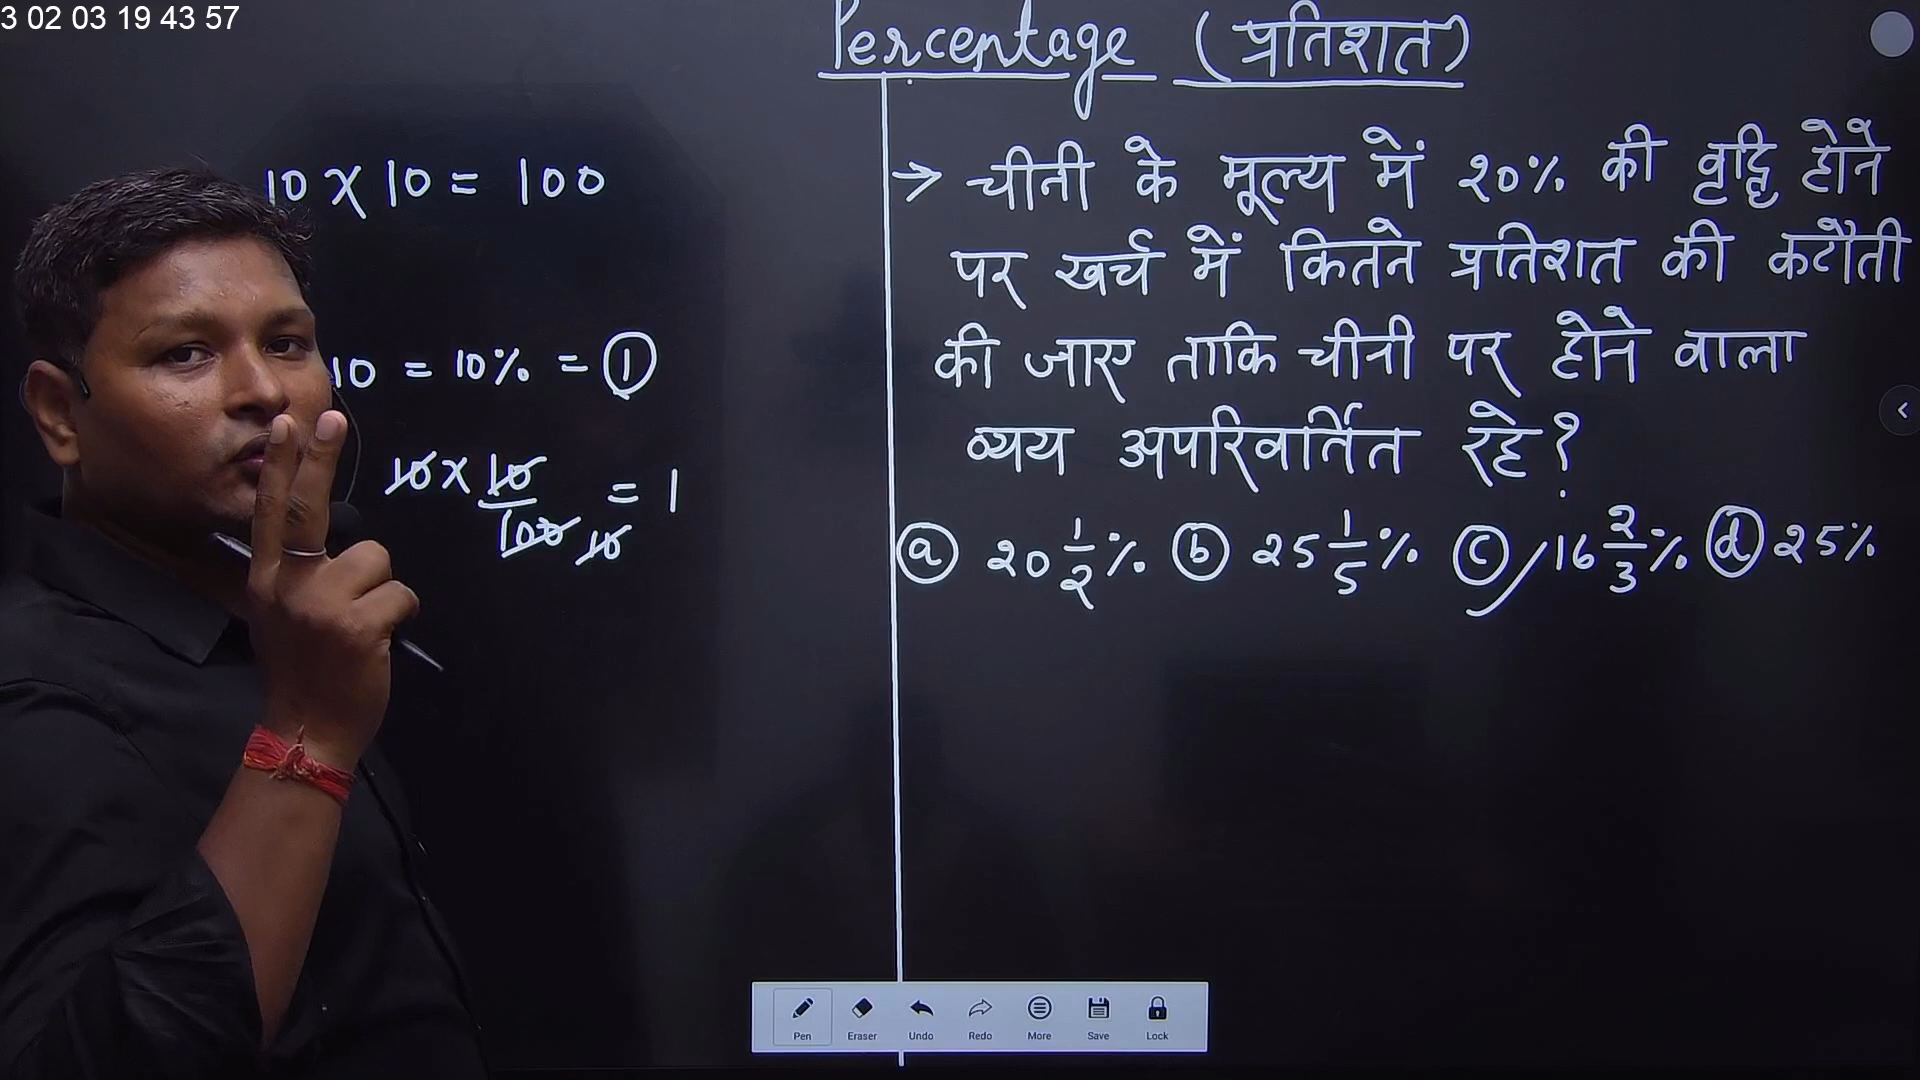 3 02 03 19 43 57
Percentage (प्रतिशत)
10 x 10 = 100
10 = 10% = ①
10 x 10/100 10 = 1
→ चीनी के मूल्य में 20% की वृद्धि होने
पर खर्च में कितने प्रतिशत की कटौती
की जाए ताकि चीनी पर होने वाला
व्यय अपरिवर्तित रहे?
ⓐ 20 1/2 % ⓑ 25 1/5 % ⓒ 16 2/3 % ⓓ 25%
Pen Eraser Undo Redo More Save Lock